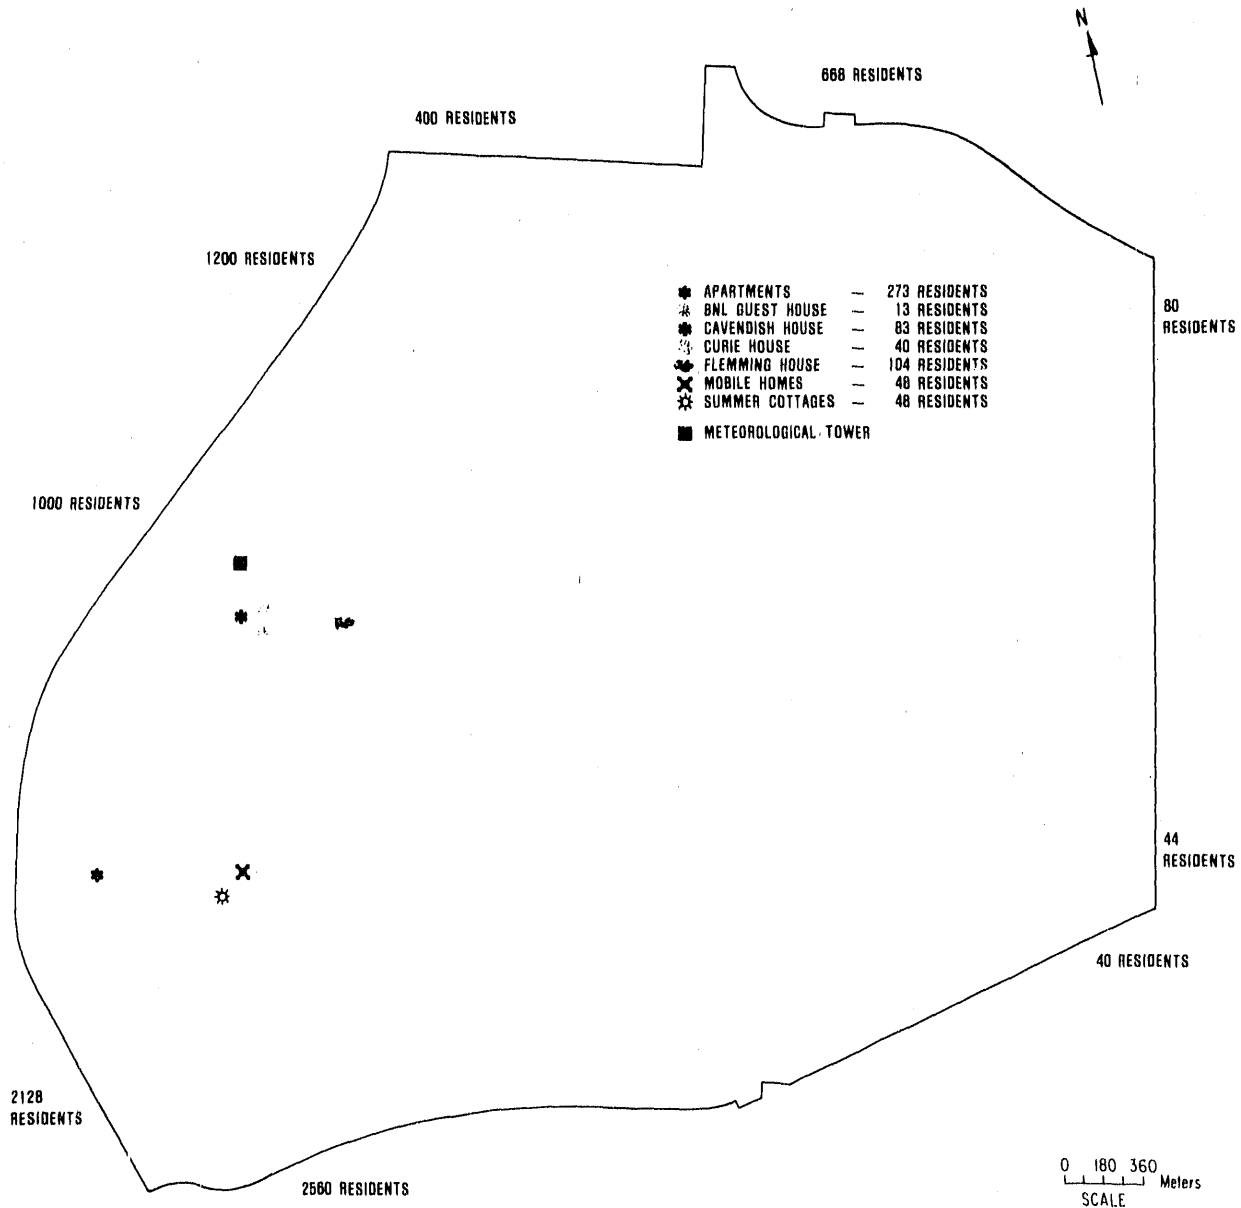 N
668 RESIDENTS
400 RESIDENTS
1200 RESIDENTS
APARTMENTS — 273 RESIDENTS
BNL GUEST HOUSE — 13 RESIDENTS
CAVENDISH HOUSE — 83 RESIDENTS
CURIE HOUSE — 40 RESIDENTS
FLEMMING HOUSE — 104 RESIDENTS
MOBILE HOMES — 48 RESIDENTS
SUMMER COTTAGES — 48 RESIDENTS
METEOROLOGICAL TOWER
80
RESIDENTS
1000 RESIDENTS
44
RESIDENTS
40 RESIDENTS
2128
RESIDENTS
2560 RESIDENTS
0 180 360
Meters
SCALE